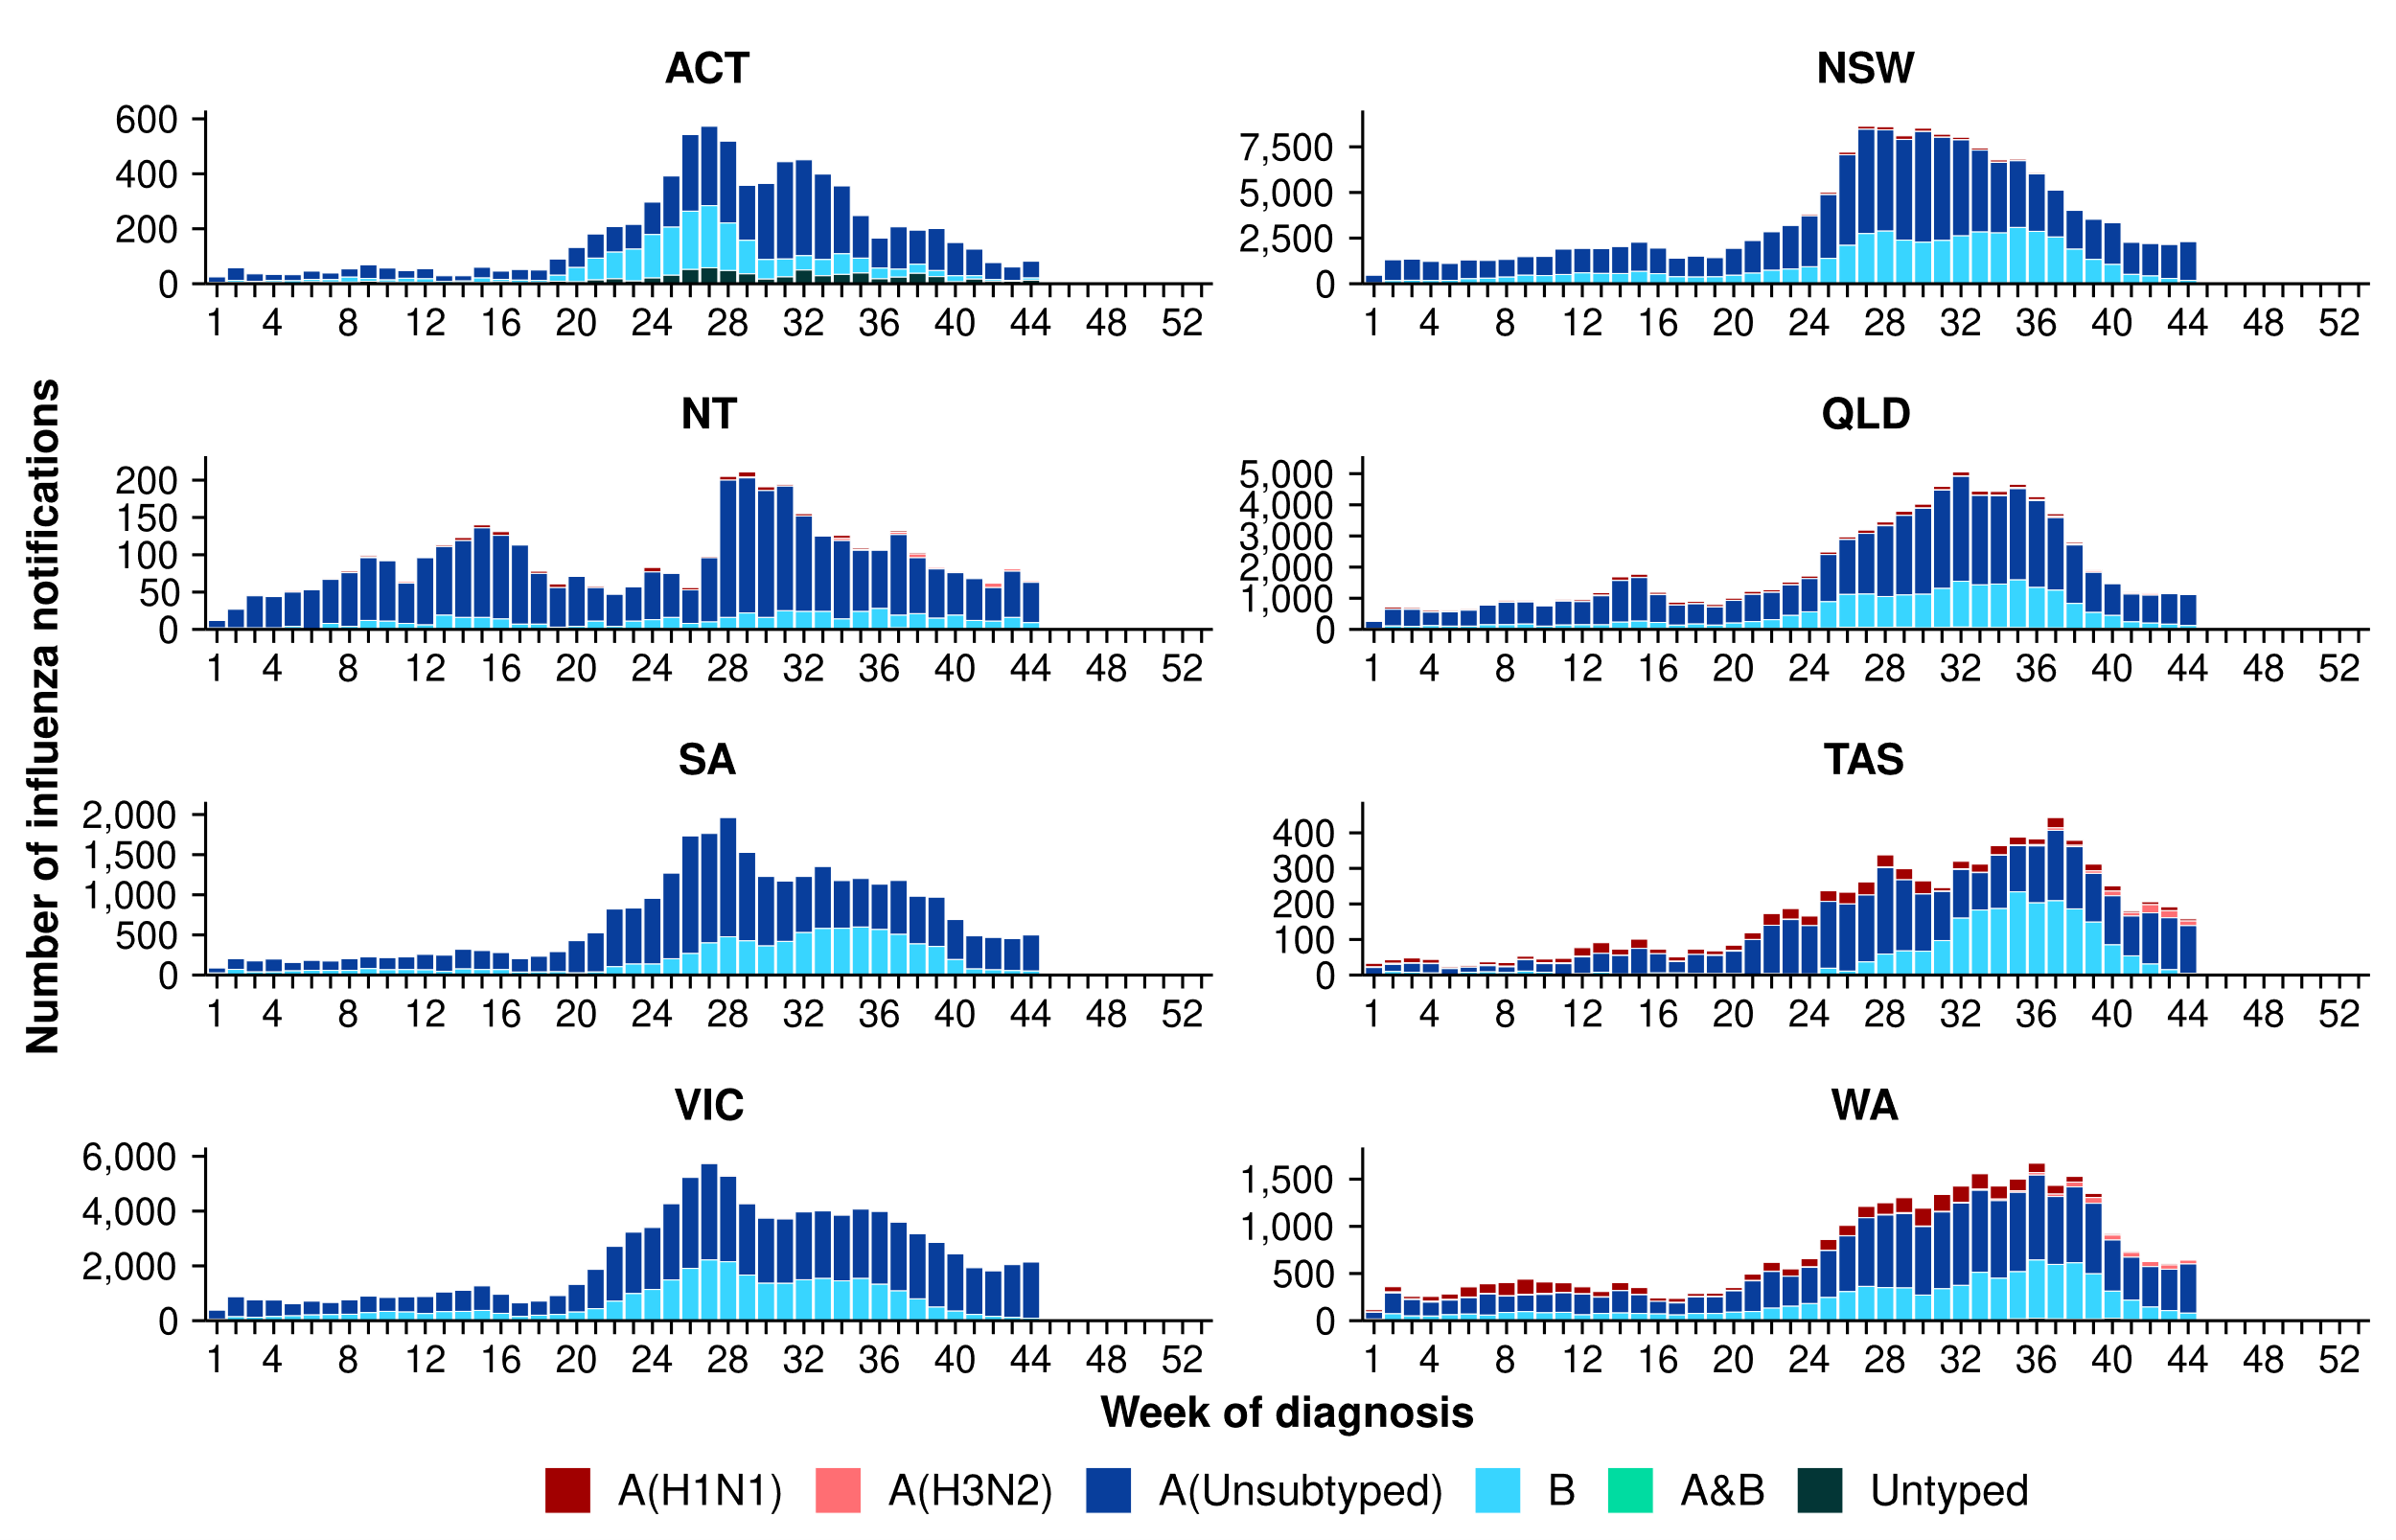 Number of influenza notifications
ACT
600
400
200
0
1 4 8 12 16 20 24 28 32 36 40 44 48 52
NSW
7,500
5,000
2,500
0
1 4 8 12 16 20 24 28 32 36 40 44 48 52
NT
200
150
100
50
0
1 4 8 12 16 20 24 28 32 36 40 44 48 52
QLD
5,000
4,000
3,000
2,000
1,000
0
1 4 8 12 16 20 24 28 32 36 40 44 48 52
SA
2,000
1,500
1,000
500
0
1 4 8 12 16 20 24 28 32 36 40 44 48 52
TAS
400
300
200
100
0
1 4 8 12 16 20 24 28 32 36 40 44 48 52
VIC
6,000
4,000
2,000
0
1 4 8 12 16 20 24 28 32 36 40 44 48 52
WA
1,500
1,000
500
0
1 4 8 12 16 20 24 28 32 36 40 44 48 52
Week of diagnosis
A(H1N1) A(H3N2) A(Unsubtyped) B A&B Untyped